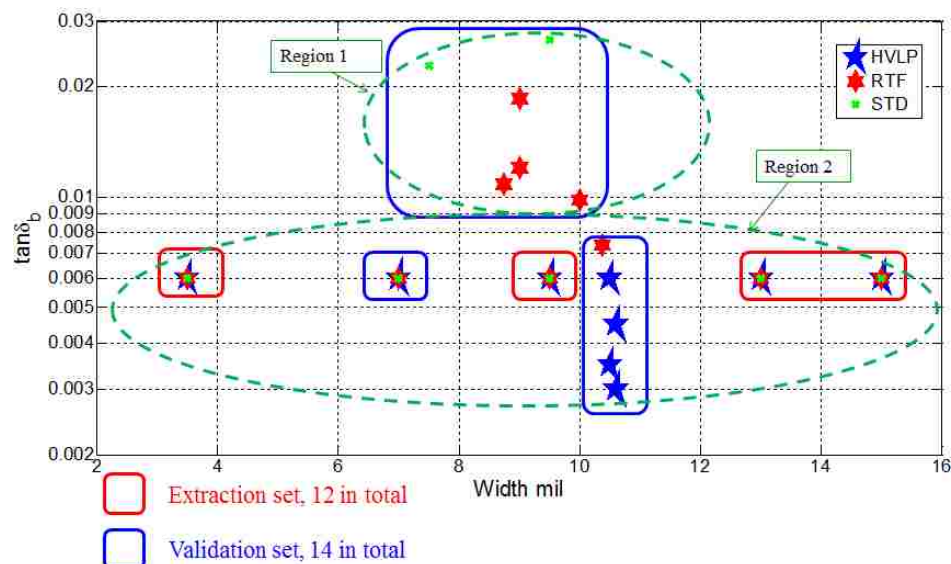 0.03
Region 1
HVLP
RTF
STD
0.02
Region 2
0.01
0.009
0.008
0.007
0.006
0.005
0.004
0.003
0.002
tanδb
2 4 6 8 10 12 14 16
Width mil
Extraction set, 12 in total
Validation set, 14 in total